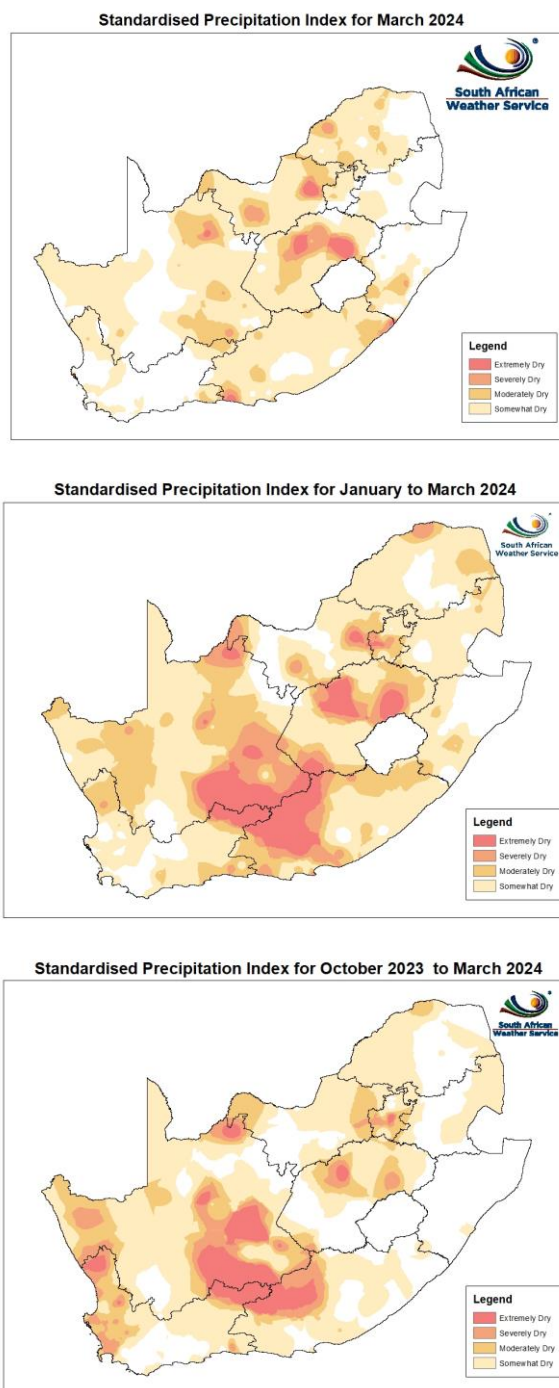 Standardised Precipitation Index for March 2024
South African
Weather Service
Legend
Extremely Dry
Severely Dry
Moderately Dry
Somewhat Dry
Standardised Precipitation Index for January to March 2024
South African
Weather Service
Legend
Extremely Dry
Severely Dry
Moderately Dry
Somewhat Dry
Standardised Precipitation Index for October 2023 to March 2024
South African
Weather Service
Legend
Extremely Dry
Severely Dry
Moderately Dry
Somewhat Dry